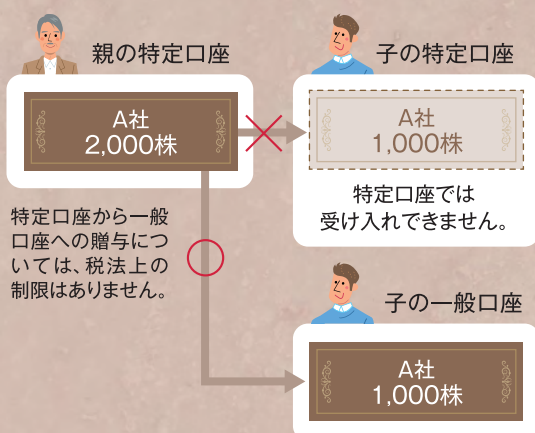 親の特定口座
A社
2,000株
子の特定口座
A社
1,000株
特定口座では
受け入れできません。
特定口座から一般
口座への贈与につ
いては、税法上の
制限はありません。
子の一般口座
A社
1,000株